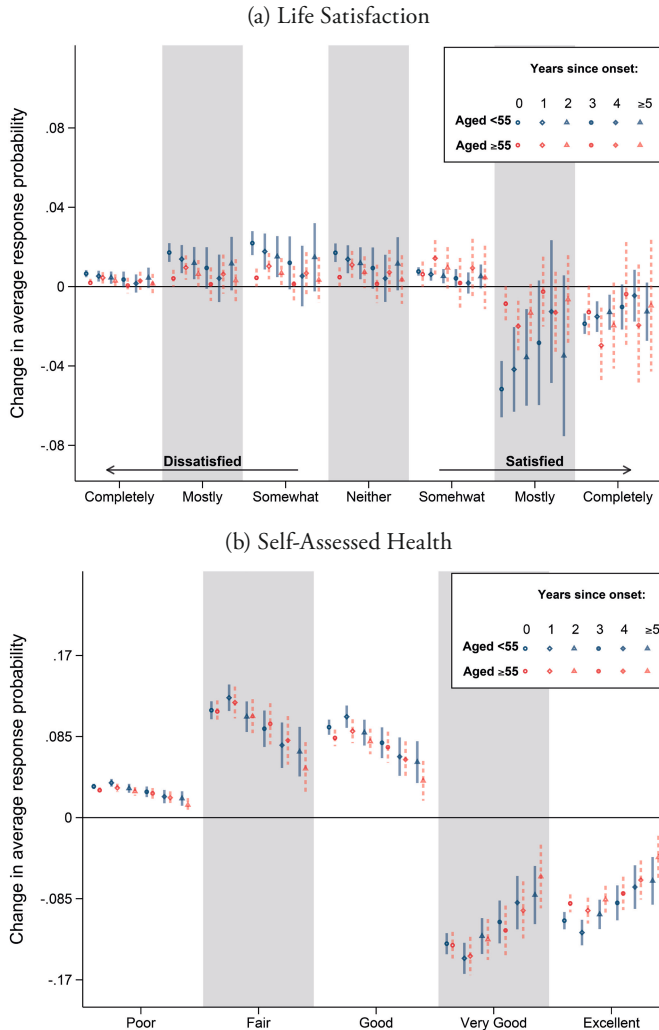 (a) Life Satisfaction
Years since onset:
0 1 2 3 4 ≥5
Aged <55
Aged ≥55
.08
.04
0
-.04
-.08
Change in average response probability
Dissatisfied
Satisfied
Completely Mostly Somewhat Neither Somehwat Mostly Completely
(b) Self-Assessed Health
Years since onset:
0 1 2 3 4 ≥5
Aged <55
Aged ≥55
.17
.085
0
-.085
-.17
Change in average response probability
Poor Fair Good Very Good Excellent